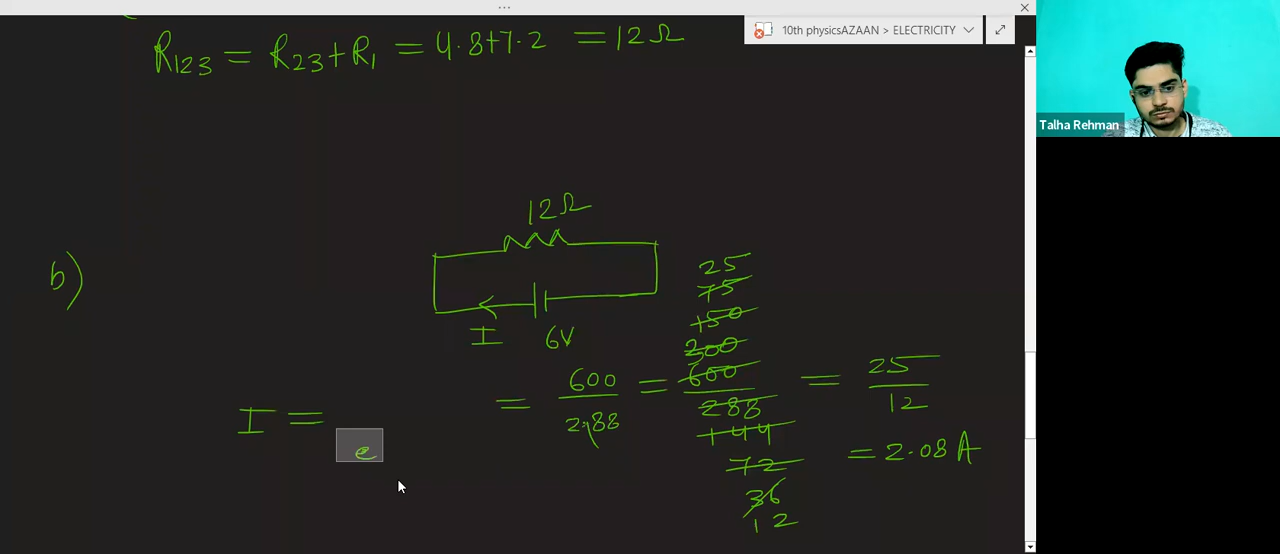 10th physicsAZAAN > ELECTRICITY
R₁₂₃ = R₂₃ + R₁ = 4.8+7.2 = 12Ω
Talha Rehman
12Ω
b)
I
6V
25
75
150
300
I =
e
= 600/2.88 = 600/288 = 25/12
144
72
36
12
= 2.08 A